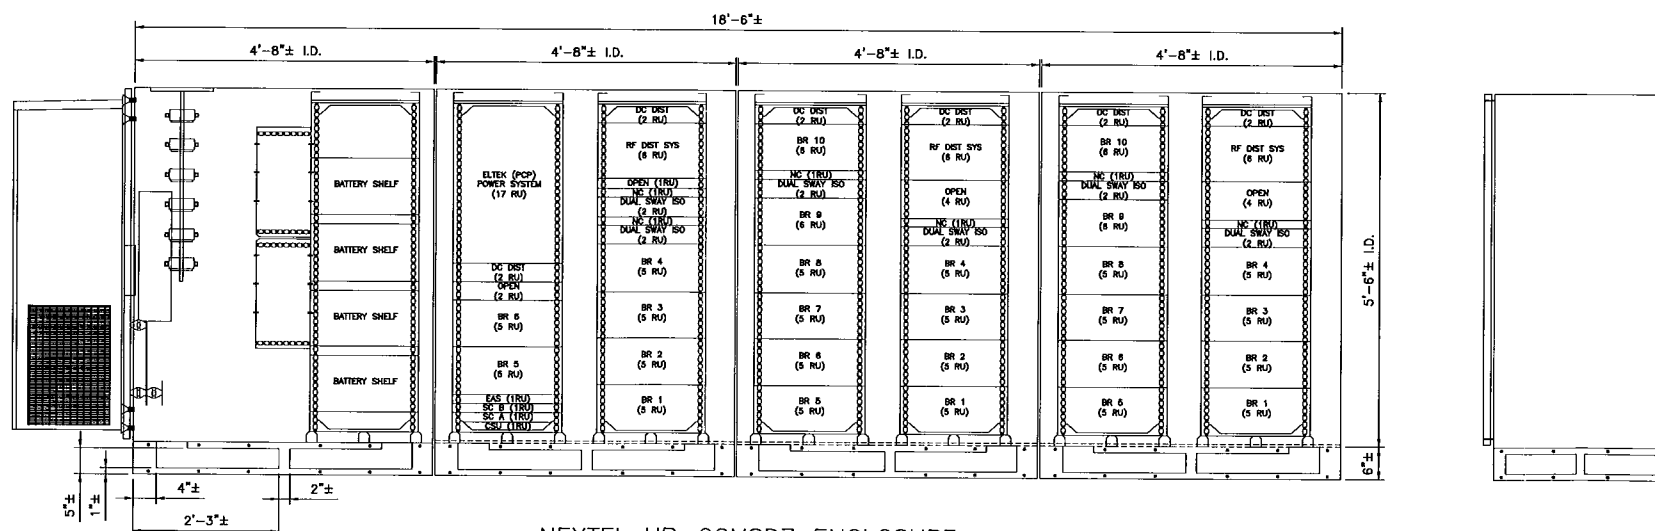 18'-6"±
4'-8"± I.D.
4'-8"± I.D.
4'-8"± I.D.
4'-8"± I.D.
BATTERY SHELF
BATTERY SHELF
BATTERY SHELF
BATTERY SHELF
ELTEK (PCP)
POWER SYSTEM
(17 RU)
DC DIST
(2 RU)
OPEN
(2 RU)
BR 6
(5 RU)
BR 5
(6 RU)
EAS (1RU)
SC B (1RU)
SC A (1RU)
CSU (1RU)
DC DIST
(2 RU)
RF DIST SYS
(6 RU)
OPEN (1RU)
NC (1RU)
DUAL 5WAY ISO
(2 RU)
NC (1RU)
DUAL 5WAY ISO
(2 RU)
BR 4
(5 RU)
BR 3
(5 RU)
BR 2
(5 RU)
BR 1
(5 RU)
DC DIST
(2 RU)
BR 10
(6 RU)
NC (1RU)
DUAL 5WAY ISO
(2 RU)
BR 9
(6 RU)
BR 8
(5 RU)
BR 7
(5 RU)
BR 6
(5 RU)
BR 5
(5 RU)
DC DIST
(2 RU)
RF DIST SYS
(6 RU)
OPEN
(4 RU)
NC (1RU)
DUAL 5WAY ISO
(2 RU)
BR 4
(5 RU)
BR 3
(5 RU)
BR 2
(5 RU)
BR 1
(5 RU)
DC DIST
(2 RU)
BR 10
(6 RU)
NC (1RU)
DUAL 5WAY ISO
(2 RU)
BR 9
(6 RU)
BR 8
(5 RU)
BR 7
(5 RU)
BR 6
(5 RU)
BR 5
(5 RU)
DC DIST
(2 RU)
RF DIST SYS
(6 RU)
OPEN
(4 RU)
NC (1RU)
DUAL 5WAY ISO
(2 RU)
BR 4
(5 RU)
BR 3
(5 RU)
BR 2
(5 RU)
BR 1
(5 RU)
5'-6"± I.D.
6"±
5"±
1"±
4"±
2"±
2'-3"±